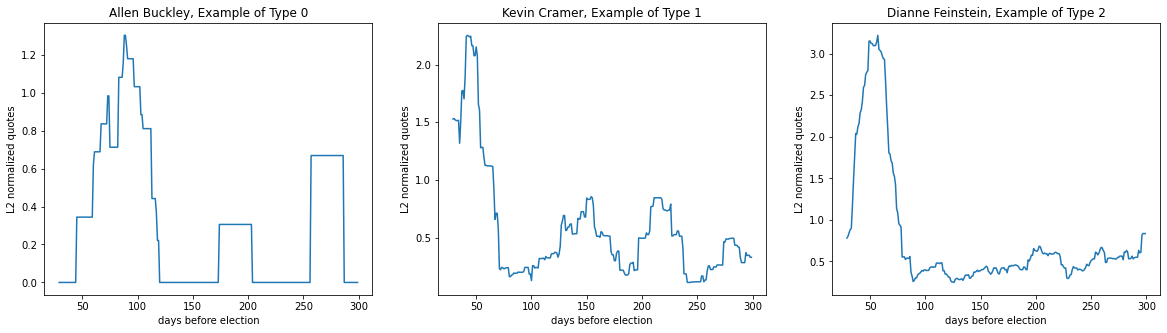 Allen Buckley, Example of Type 0
L2 normalized quotes
1.2
1.0
0.8
0.6
0.4
0.2
0.0
50 100 150 200 250 300
days before election
Kevin Cramer, Example of Type 1
L2 normalized quotes
2.0
1.5
1.0
0.5
50 100 150 200 250 300
days before election
Dianne Feinstein, Example of Type 2
L2 normalized quotes
3.0
2.5
2.0
1.5
1.0
0.5
50 100 150 200 250 300
days before election